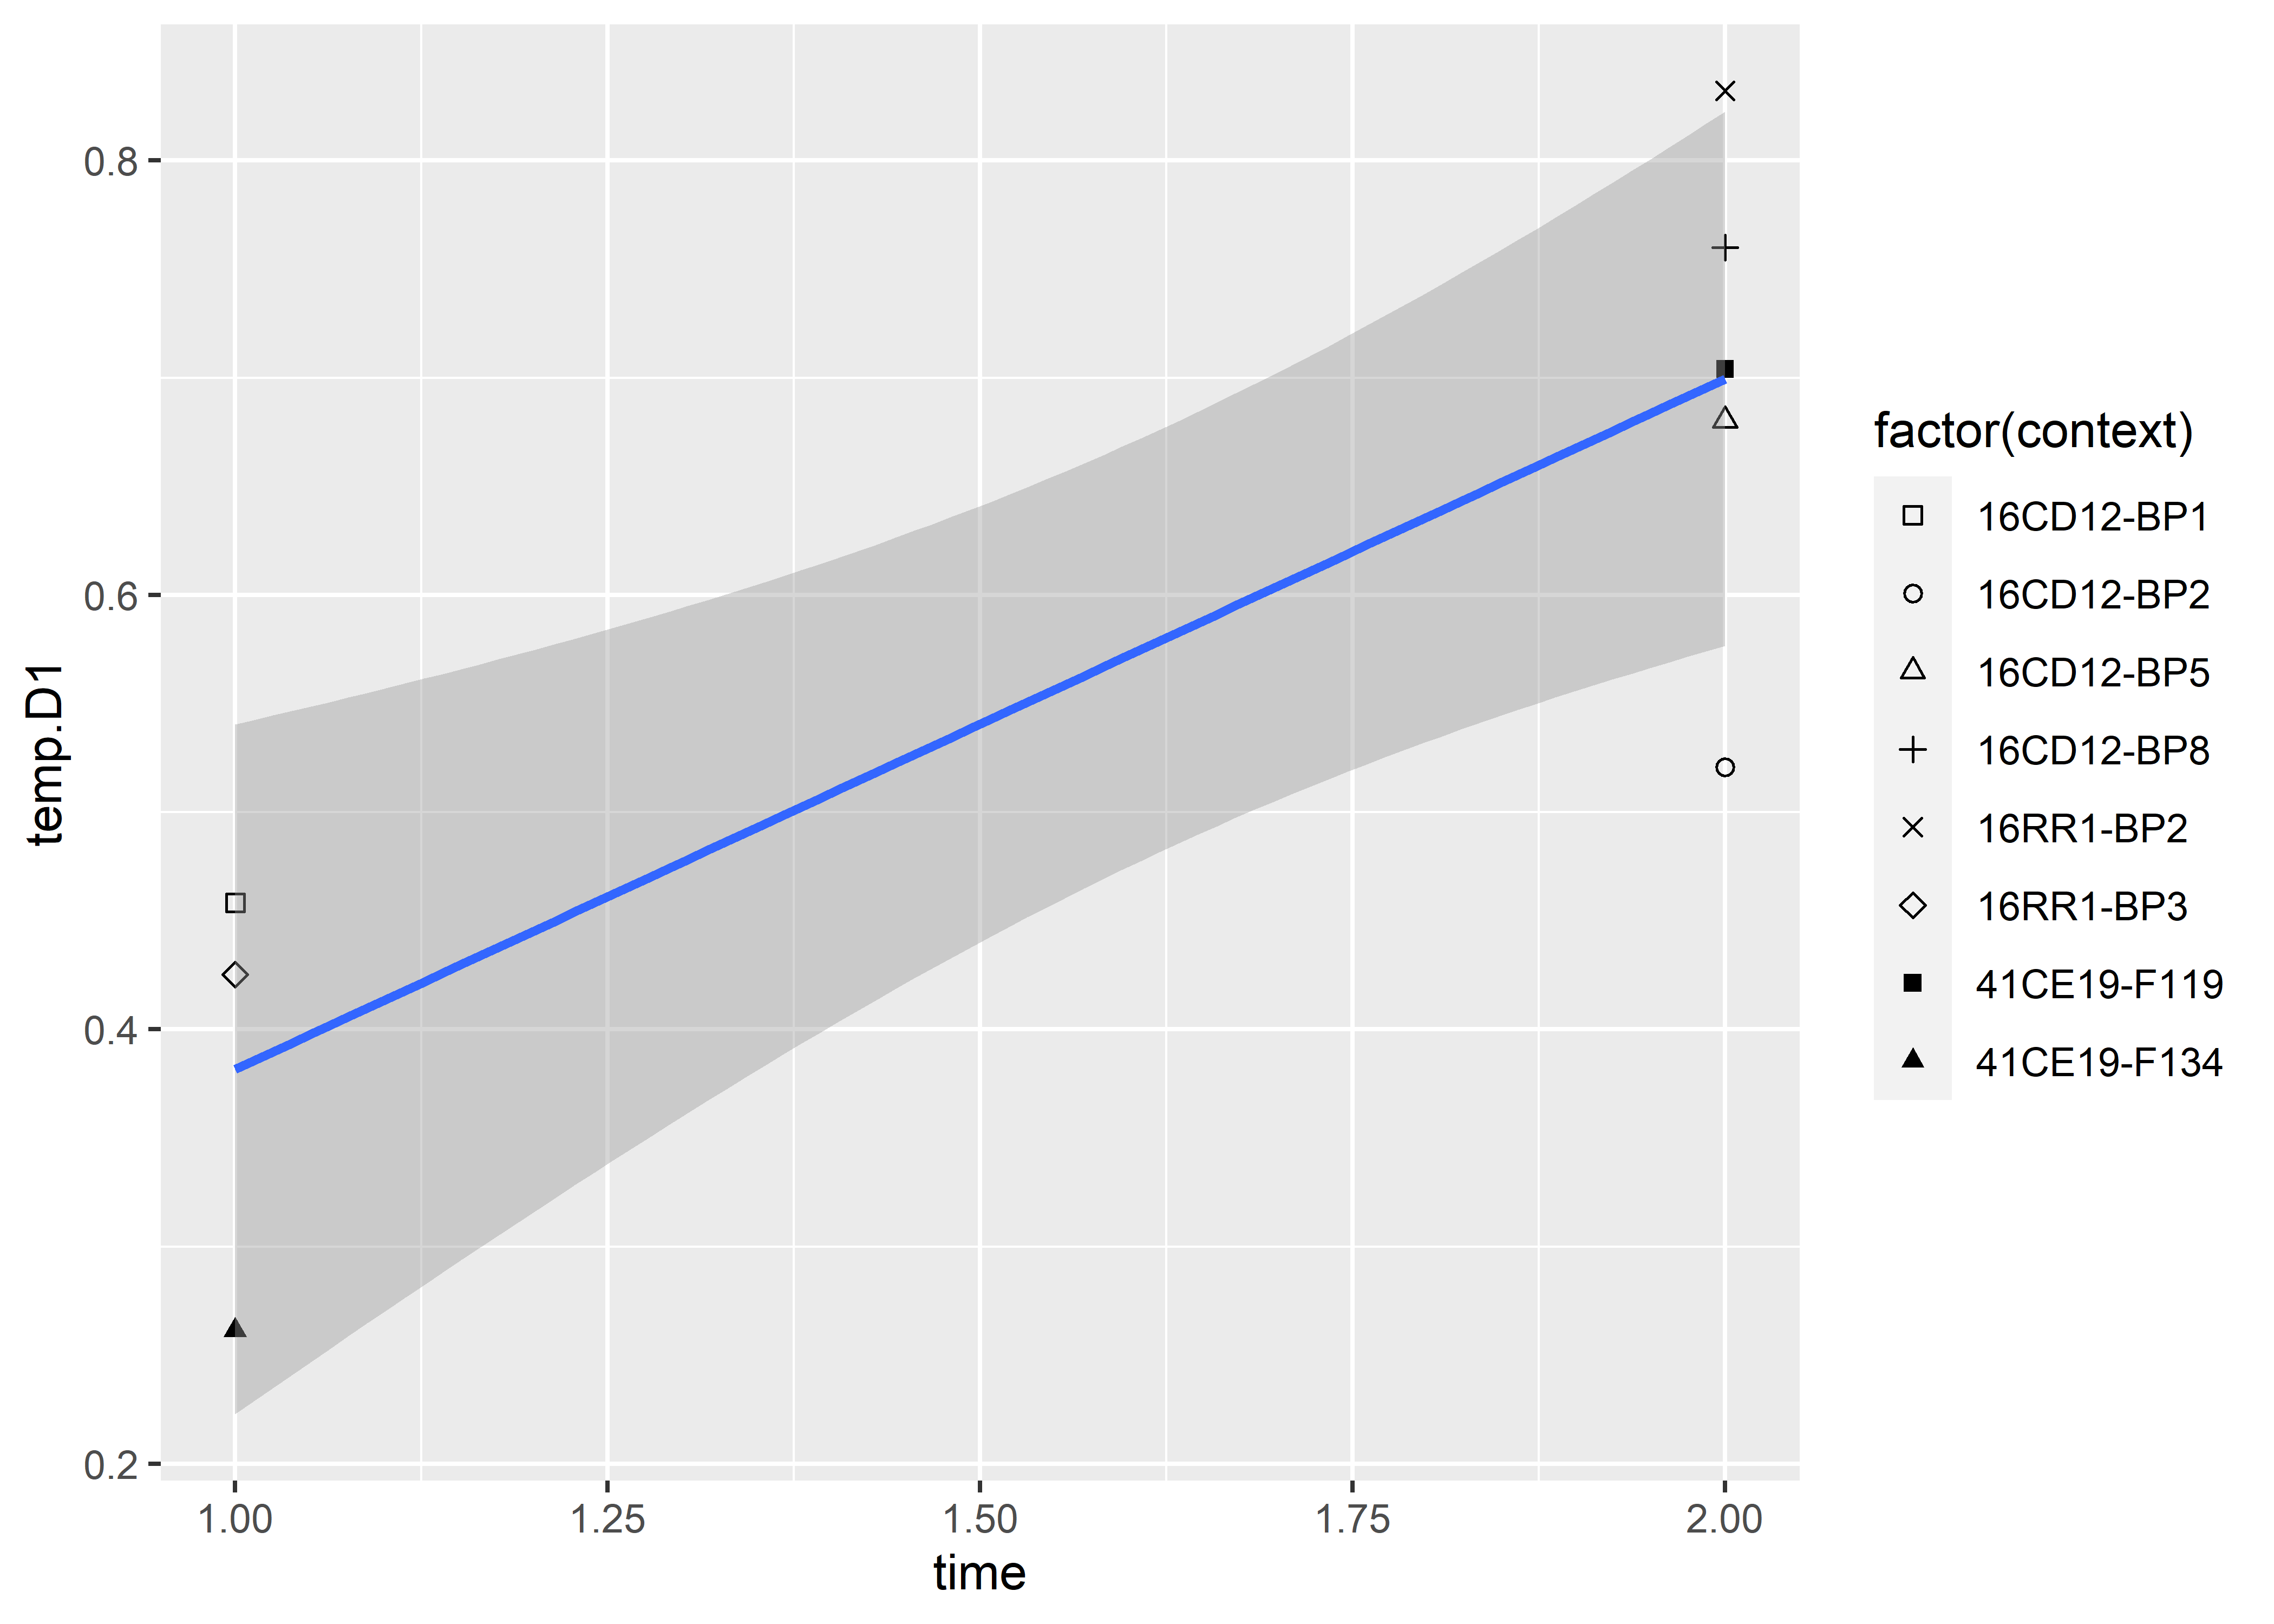 temp.D1
0.8
0.6
0.4
0.2
1.00 1.25 1.50 1.75 2.00
time
factor(context)
16CD12-BP1
16CD12-BP2
16CD12-BP5
16CD12-BP8
16RR1-BP2
16RR1-BP3
41CE19-F119
41CE19-F134